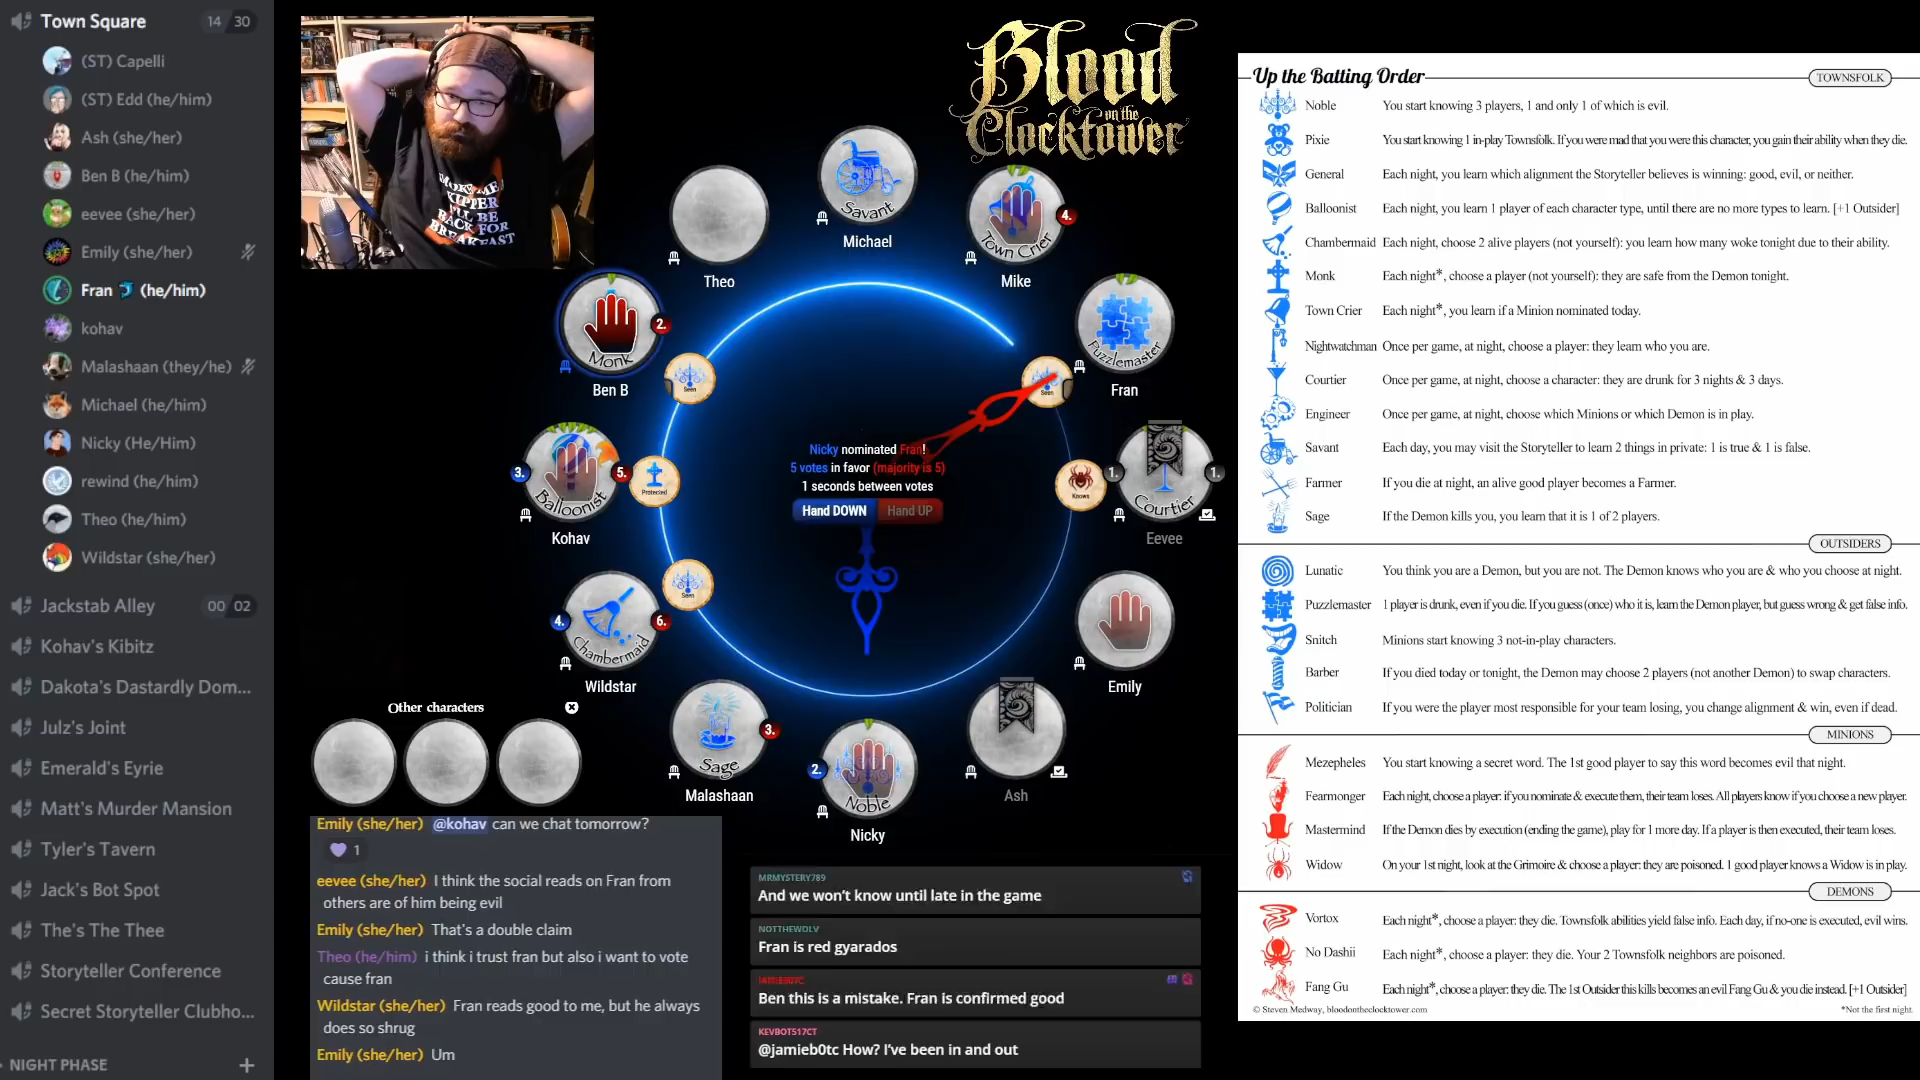 Town Square
14 30
(ST) Capelli
(ST) Edd (he/him)
Ash (she/her)
Ben B (he/him)
eevee (she/her)
Emily (she/her)
Fran (he/him)
kohav
Malashaan (they/he)
Michael (he/him)
Nicky (He/Him)
rewind (he/him)
Theo (he/him)
Wildstar (she/her)
Jackstab Alley
00 02
Kohav's Kibitz
Dakota's Dastardly Dom...
Julz's Joint
Emerald's Eyrie
Matt's Murder Mansion
Tyler's Tavern
Jack's Bot Spot
The's The Thee
Storyteller Conference
Secret Storyteller Clubho...
NIGHT PHASE
SMOKE ME A
KIPPER
I'LL BE
BACK FOR
BREAKFAST
Blood
on the
Clocktower
Savant
Michael
Theo
Town Crier
4.
Mike
Monk
2.
Ben B
Seen
Puzzlemaster
Fran
Seen
3.
Balloonist
5.
Kohav
Protected
Knows
1.
Courtier
1.
Eevee
Nicky nominated Fran!
5 votes in favor (majority is 5)
1 seconds between votes
Hand DOWN
Hand UP
4.
Chambermaid
6.
Wildstar
Seen
Emily
Sage
3.
Malashaan
2.
Noble
Nicky
Ash
Other characters
Emily (she/her) @kohav can we chat tomorrow?
1
eevee (she/her) I think the social reads on Fran from
others are of him being evil
Emily (she/her) That's a double claim
Theo (he/him) i think i trust fran but also i want to vote
cause fran
Wildstar (she/her) Fran reads good to me, but he always
does so shrug
Emily (she/her) Um
MRMYSTERY789
And we won't know until late in the game
NOTTHEWOLV
Fran is red gyarados
JAMIEB0TC
Ben this is a mistake. Fran is confirmed good
KEVBOTS17CT
@jamieb0tc How? I've been in and out
Up the Batting Order
TOWNSFOLK
Noble You start knowing 3 players, 1 and only 1 of which is evil.
Pixie You start knowing 1 in-play Townsfolk. If you were mad that you were this character, you gain their ability when they die.
General Each night, you learn which alignment the Storyteller believes is winning: good, evil, or neither.
Balloonist Each night, you learn 1 player of each character type, until there are no more types to learn. [+1 Outsider]
Chambermaid Each night, choose 2 alive players (not yourself): you learn how many woke tonight due to their ability.
Monk Each night*, choose a player (not yourself): they are safe from the Demon tonight.
Town Crier Each night*, you learn if a Minion nominated today.
Nightwatchman Once per game, at night, choose a player: they learn who you are.
Courtier Once per game, at night, choose a character: they are drunk for 3 nights & 3 days.
Engineer Once per game, at night, choose which Minions or which Demon is in play.
Savant Each day, you may visit the Storyteller to learn 2 things in private: 1 is true & 1 is false.
Farmer If you die at night, an alive good player becomes a Farmer.
Sage If the Demon kills you, you learn that it is 1 of 2 players.
OUTSIDERS
Lunatic You think you are a Demon, but you are not. The Demon knows who you are & who you choose at night.
Puzzlemaster 1 player is drunk, even if you die. If you guess (once) who it is, learn the Demon player, but guess wrong & get false info.
Snitch Minions start knowing 3 not-in-play characters.
Barber If you died today or tonight, the Demon may choose 2 players (not another Demon) to swap characters.
Politician If you were the player most responsible for your team losing, you change alignment & win, even if dead.
MINIONS
Mezepheles You start knowing a secret word. The 1st good player to say this word becomes evil that night.
Fearmonger Each night, choose a player: if you nominate & execute them, their team loses. All players know if you choose a new player.
Mastermind If the Demon dies by execution (ending the game), play for 1 more day. If a player is then executed, their team loses.
Widow On your 1st night, look at the Grimoire & choose a player: they are poisoned. 1 good player knows a Widow is in play.
DEMONS
Vortox Each night*, choose a player: they die. Townsfolk abilities yield false info. Each day, if no-one is executed, evil wins.
No Dashii Each night*, choose a player: they die. Your 2 Townsfolk neighbors are poisoned.
Fang Gu Each night*, choose a player: they die. The 1st Outsider this kills becomes an evil Fang Gu & you die instead. [+1 Outsider]
© Steven Medway, bloodontheclocktower.com
*Not the first night.